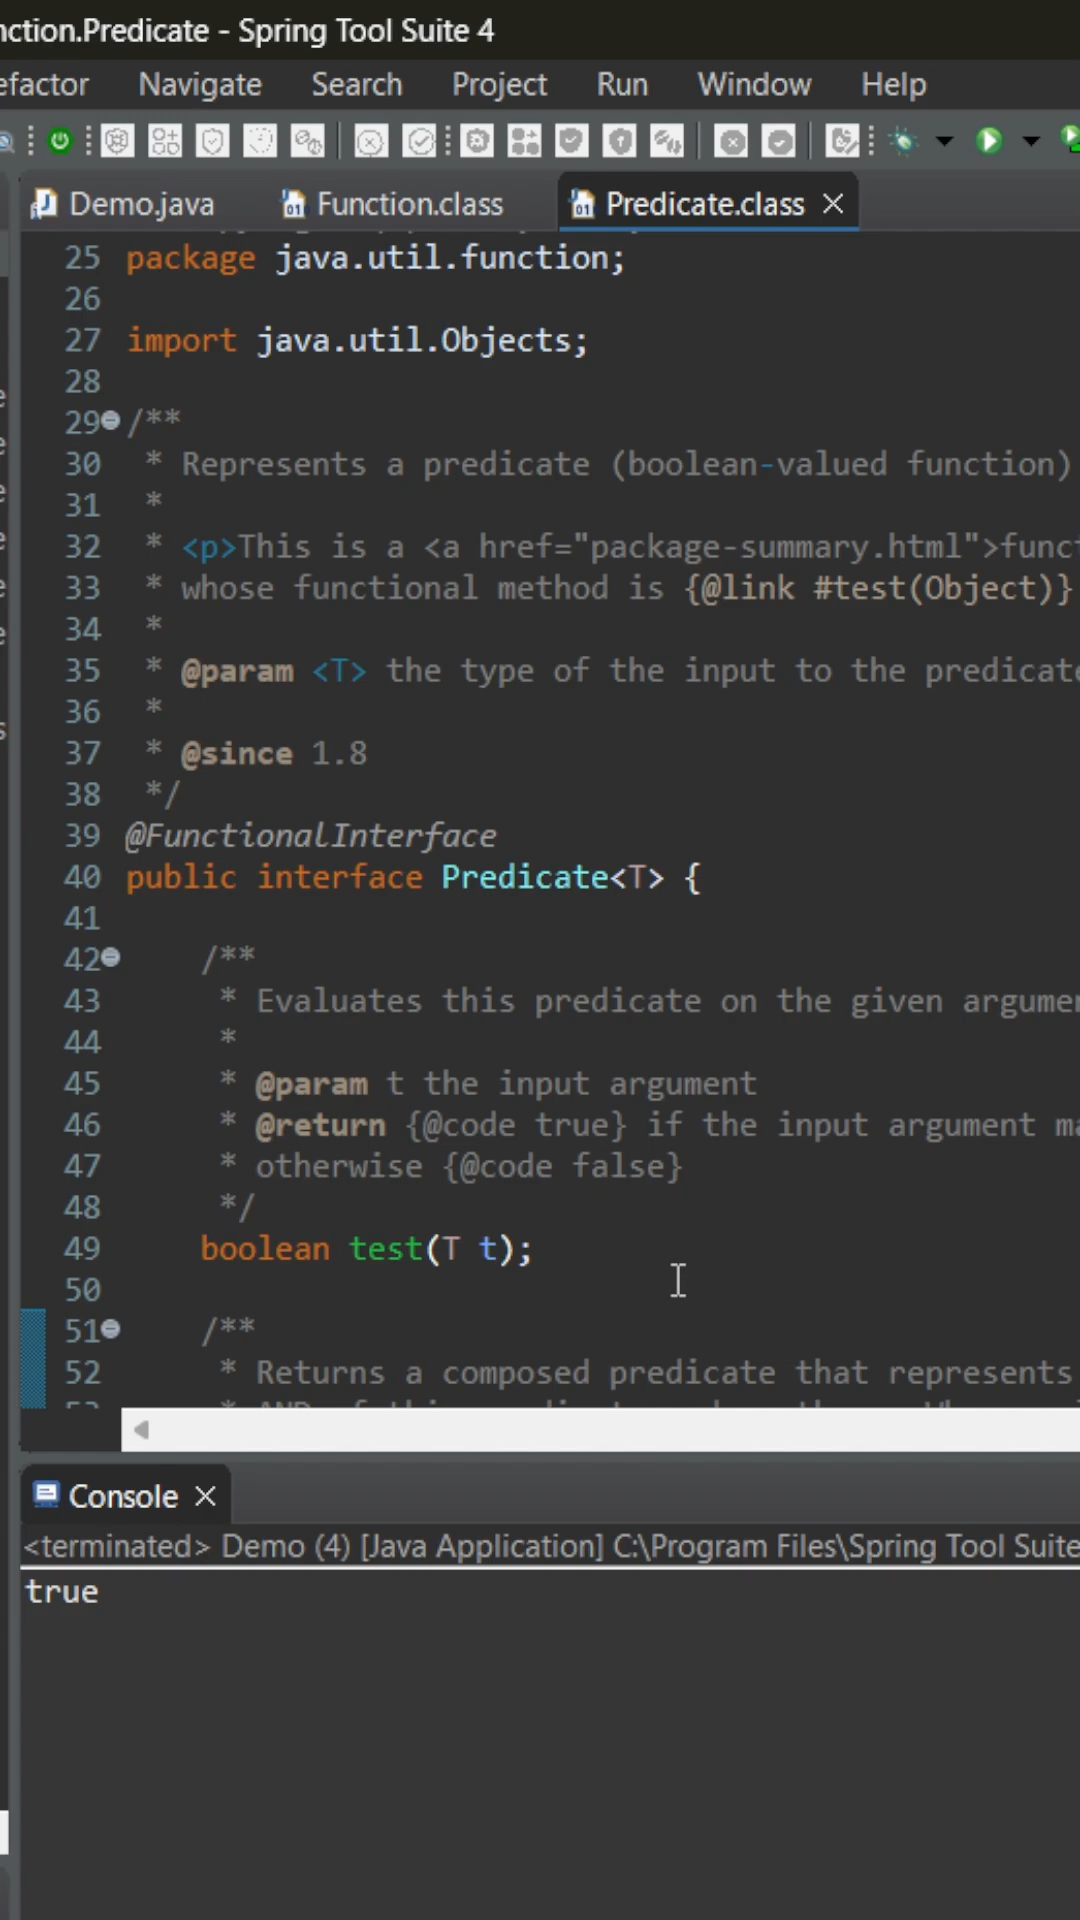 nction.Predicate - Spring Tool Suite 4
efactor Navigate Search Project Run Window Help
Demo.java Function.class Predicate.class
25 package java.util.function;
26
27 import java.util.Objects;
28
29 /**
30 * Represents a predicate (boolean-valued function)
31 *
32 * <p>This is a <a href="package-summary.html">funct
33 * whose functional method is {@link #test(Object)}
34 *
35 * @param <T> the type of the input to the predicate
36 *
37 * @since 1.8
38 */
39 @FunctionalInterface
40 public interface Predicate<T> {
41
42 /**
43 * Evaluates this predicate on the given argumen
44 *
45 * @param t the input argument
46 * @return {@code true} if the input argument ma
47 * otherwise {@code false}
48 */
49 boolean test(T t);
50
51 /**
52 * Returns a composed predicate that represents
Console
<terminated> Demo (4) [Java Application] C:\Program Files\Spring Tool Suite
true